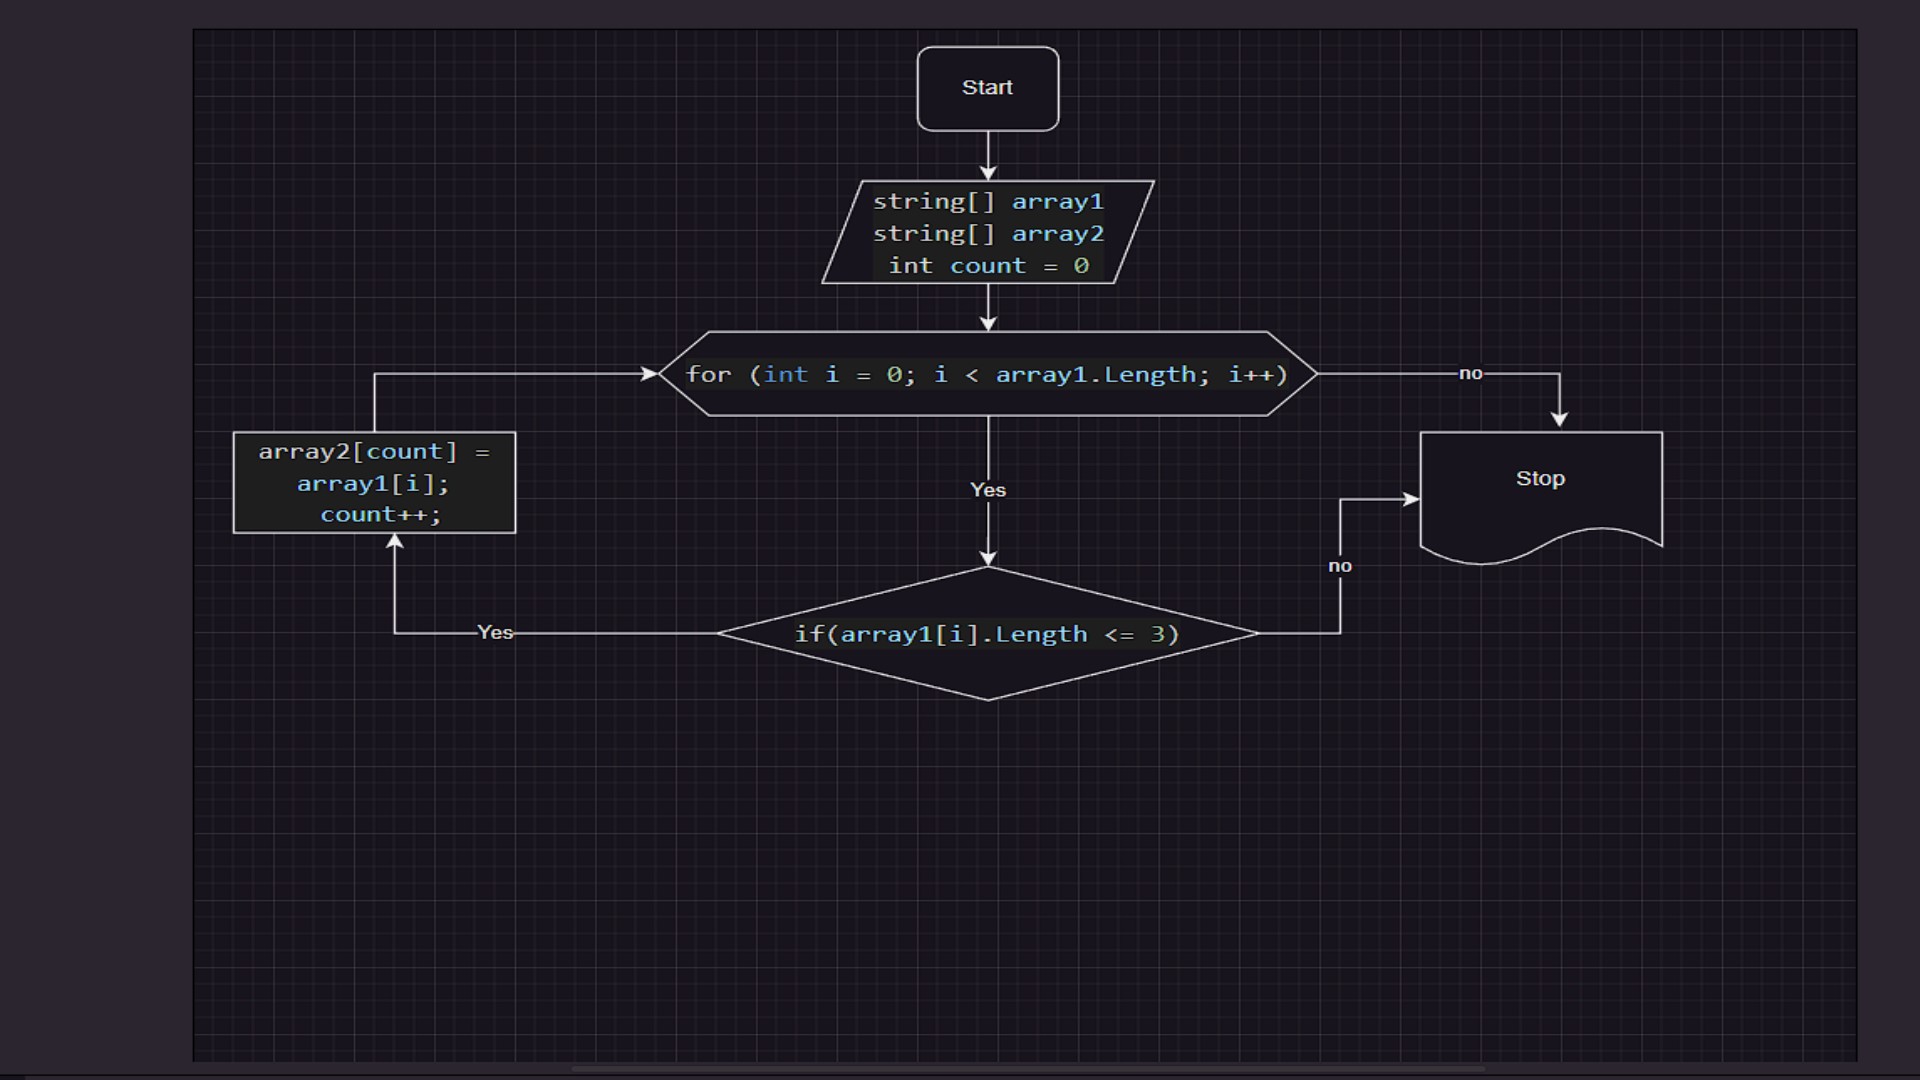 Start
string[] array1
string[] array2
int count = 0
for (int i = 0; i < array1.Length; i++)
no
array2[count] =
array1[i];
count++;
Stop
Yes
no
Yes
if(array1[i].Length <= 3)